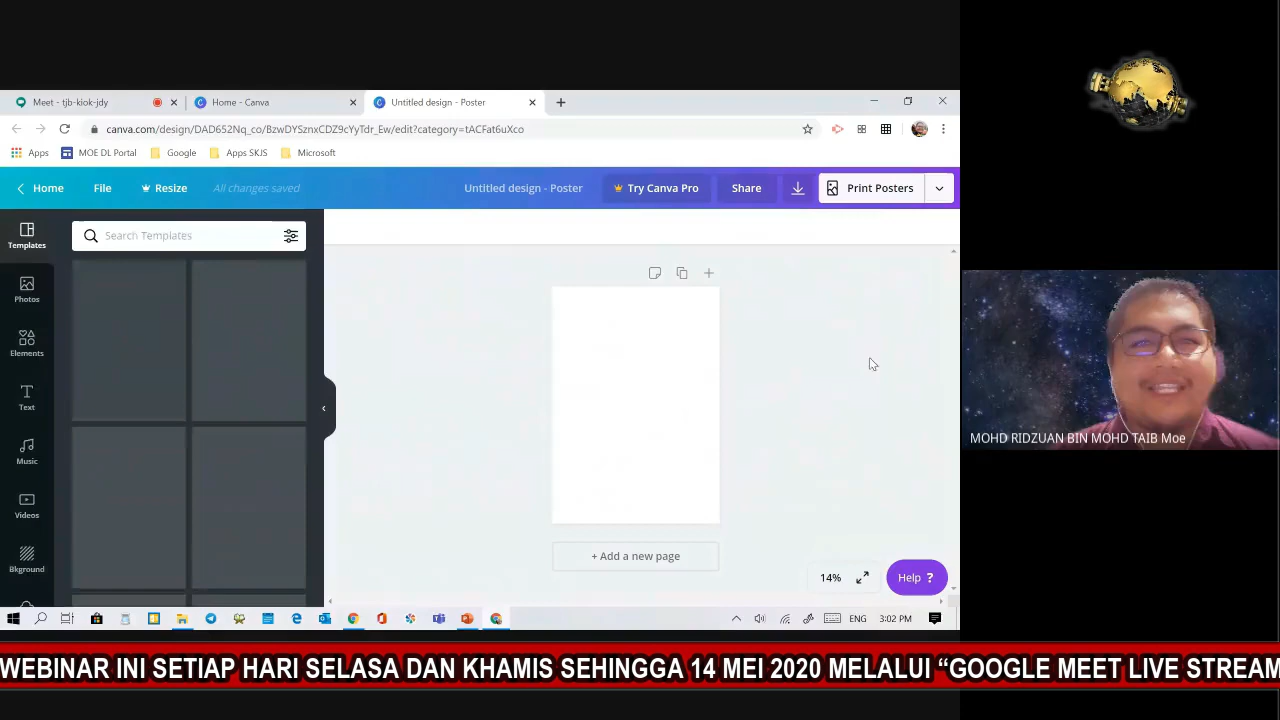 Meet - tjb-kiok-jdy
Home - Canva
Untitled design - Poster
canva.com/design/DAD652Nq_co/BzwDYSznxCDZ9cYyTdr_Ew/edit?category=tACFat6uXco
Apps
MOE DL Portal
Google
Apps SKJS
Microsoft
Home
File
Resize
All changes saved
Untitled design - Poster
Try Canva Pro
Share
Print Posters
Templates
Search Templates
Photos
Elements
Text
Music
Videos
Bkground
+ Add a new page
14%
Help ?
MOHD RIDZUAN BIN MOHD TAIB Moe
ENG
3:02 PM
WEBINAR INI SETIAP HARI SELASA DAN KHAMIS SEHINGGA 14 MEI 2020 MELALUI “GOOGLE MEET LIVE STREAM